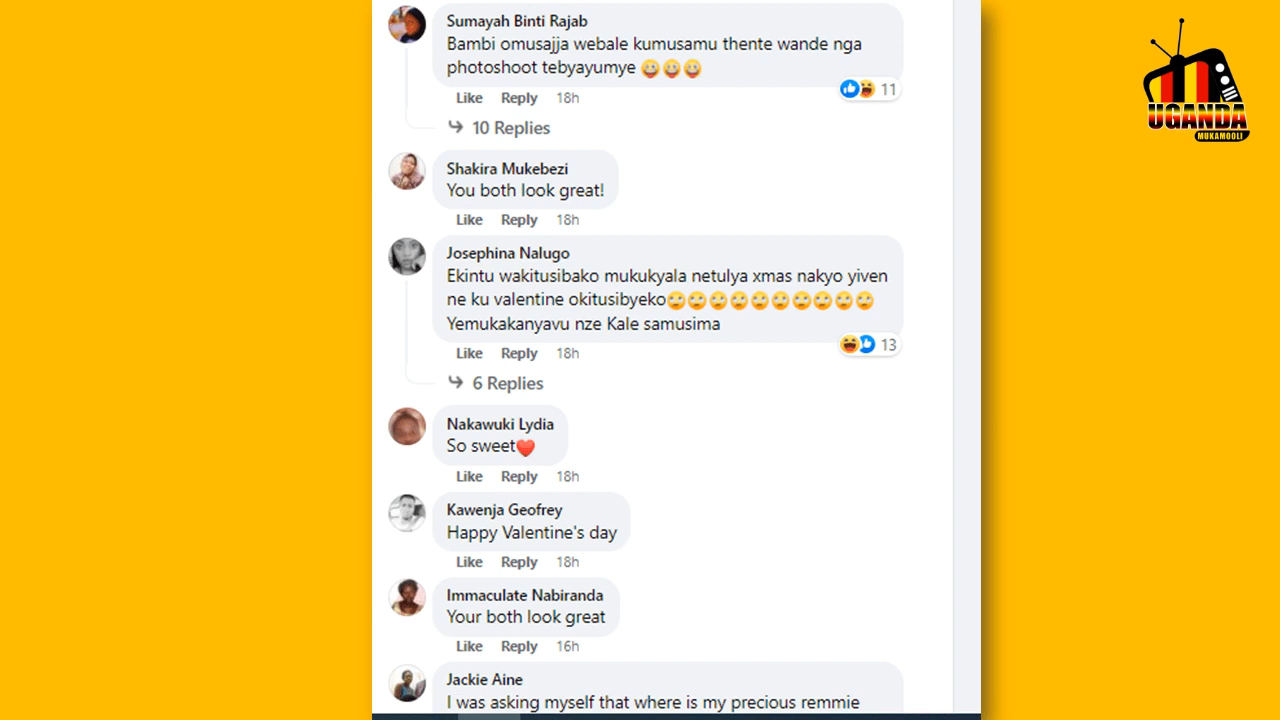 Sumayah Binti Rajab
Bambi omusajja webale kumusamu thente wande nga
photoshoot tebyayumye 😜😜😜
Like Reply 18h
11
10 Replies
Shakira Mukebezi
You both look great!
Like Reply 18h
Josephina Nalugo
Ekintu wakitusibako mukukyala netulya xmas nakyo yiven
ne ku valentine okitusibyeko🙄🙄🙄🙄🙄🙄🙄🙄🙄🙄
Yemukakanyavu nze Kale samusima
Like Reply 18h
13
6 Replies
Nakawuki Lydia
So sweet❤️
Like Reply 18h
Kawenja Geofrey
Happy Valentine's day
Like Reply 18h
Immaculate Nabiranda
Your both look great
Like Reply 16h
Jackie Aine
I was asking myself that where is my precious remmie
UGANDA
MUKAMOOLI